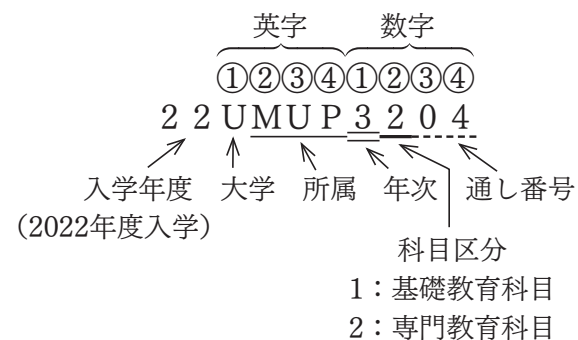 英字 数字
①②③④①②③④
22UMUP3204
入学年度 大学 所属 年次 通し番号
(2022年度入学)
科目区分
1：基礎教育科目
2：専門教育科目